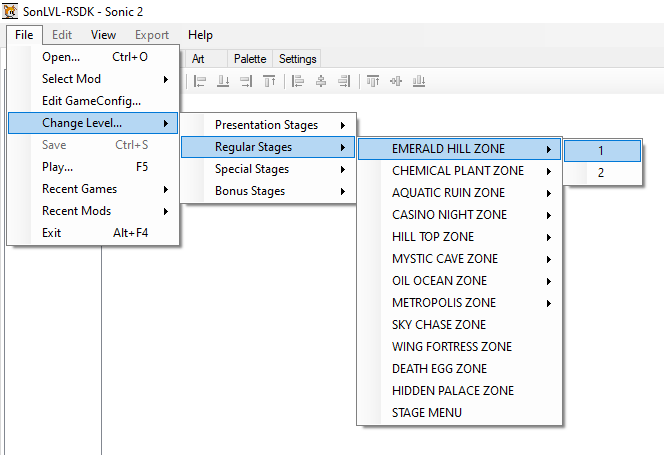 SonLVL-RSDK - Sonic 2
File Edit View Export Help
Art Palette Settings
Open... Ctrl+O
Select Mod
Edit GameConfig...
Change Level...
Save Ctrl+S
Play... F5
Recent Games
Recent Mods
Exit Alt+F4
Presentation Stages
Regular Stages
Special Stages
Bonus Stages
EMERALD HILL ZONE
CHEMICAL PLANT ZONE
AQUATIC RUIN ZONE
CASINO NIGHT ZONE
HILL TOP ZONE
MYSTIC CAVE ZONE
OIL OCEAN ZONE
METROPOLIS ZONE
SKY CHASE ZONE
WING FORTRESS ZONE
DEATH EGG ZONE
HIDDEN PALACE ZONE
STAGE MENU
1
2